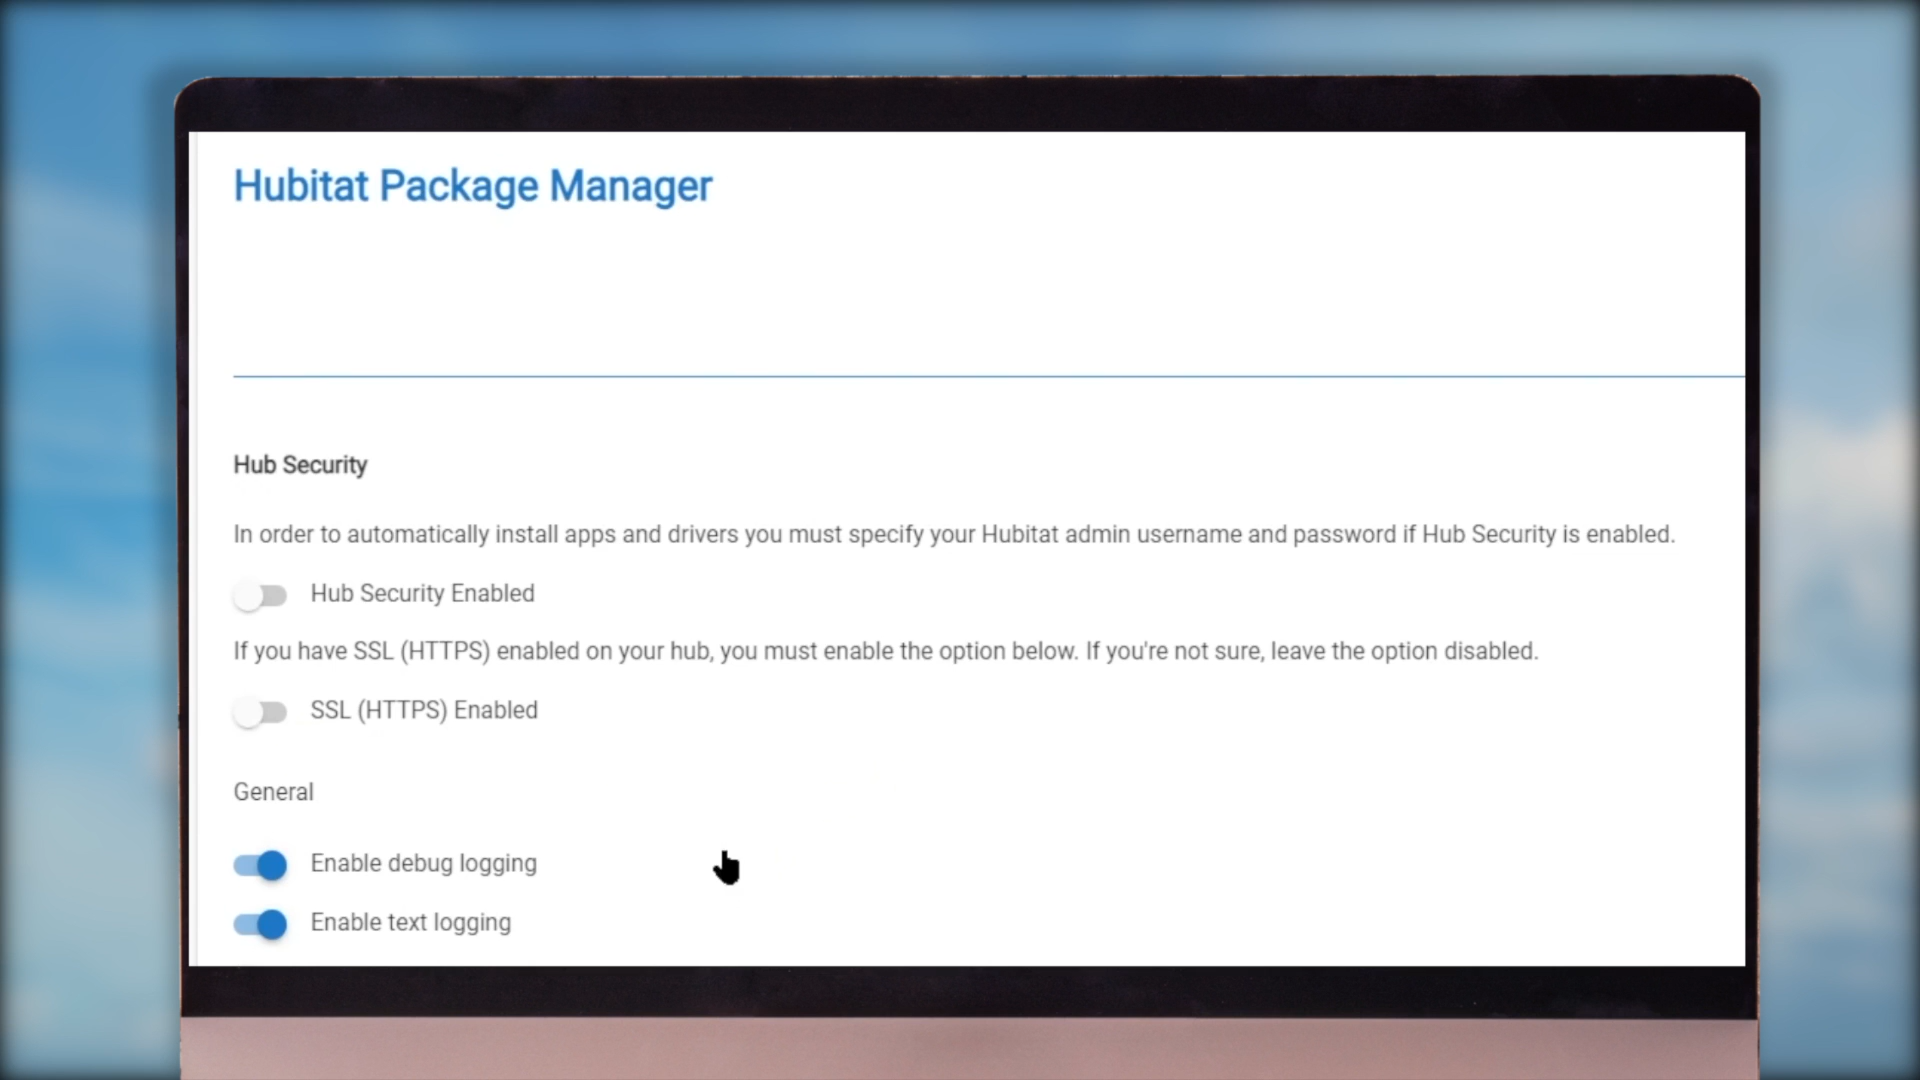 Hubitat Package Manager
Hub Security
In order to automatically install apps and drivers you must specify your Hubitat admin username and password if Hub Security is enabled.
Hub Security Enabled
If you have SSL (HTTPS) enabled on your hub, you must enable the option below. If you're not sure, leave the option disabled.
SSL (HTTPS) Enabled
General
Enable debug logging
Enable text logging